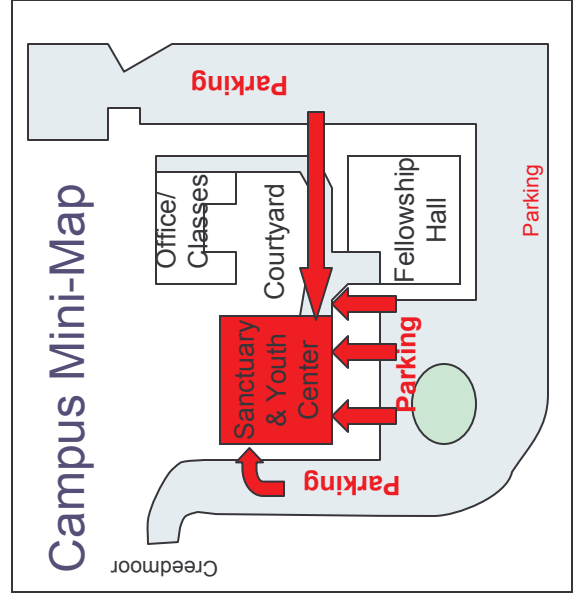 Campus Mini-Map
Parking
Office/
Classes
Courtyard
Fellowship
Hall
Parking
Sanctuary
& Youth
Center
Parking
Parking
Creedmoor